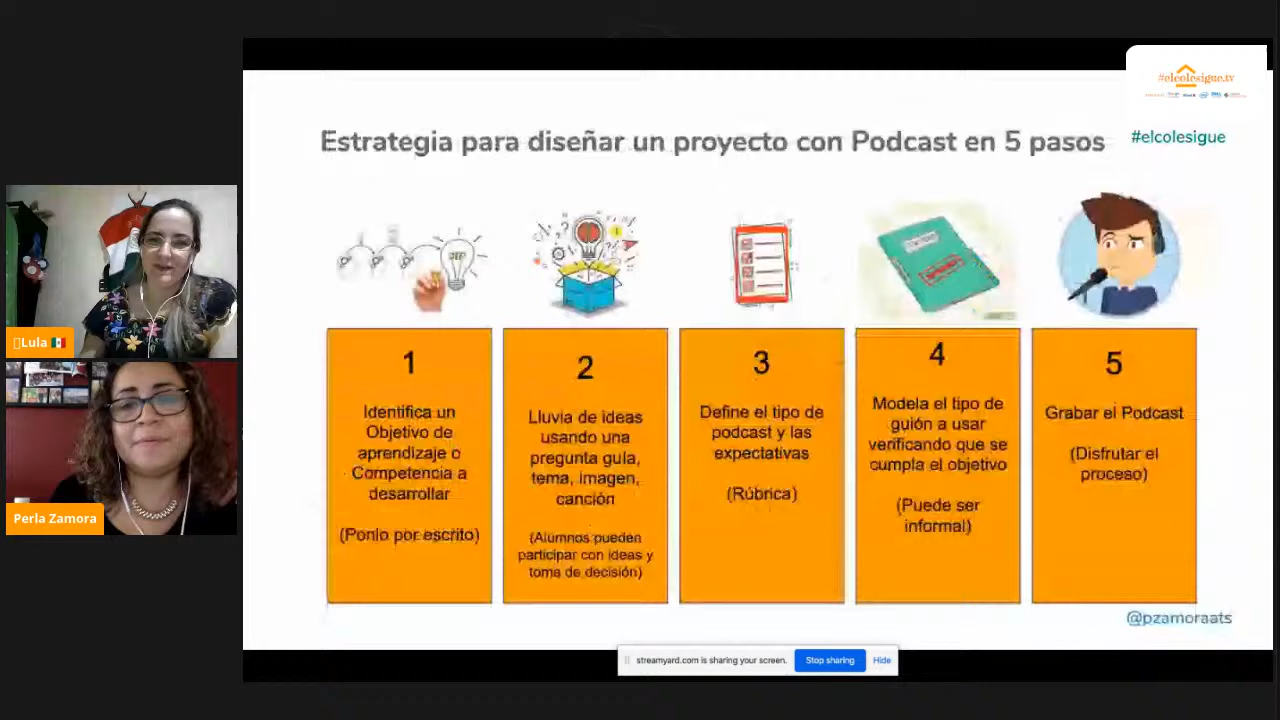 #elcolesigue.tv
Estrategia para diseñar un proyecto con Podcast en 5 pasos
#elcolesigue
1
Identifica un
Objetivo de
aprendizaje o
Competencia a
desarrollar
(Ponlo por escrito)
2
Lluvia de ideas
usando una
pregunta guía,
tema, imagen,
canción
(Alumnos pueden
participar con ideas y
toma de decisión)
3
Define el tipo de
podcast y las
expectativas
(Rúbrica)
4
Modela el tipo de
guión a usar
verificando que se
cumpla el objetivo
(Puede ser
informal)
5
Grabar el Podcast
(Disfrutar el
proceso)
@pzamoraats
Lula
Perla Zamora
streamyard.com is sharing your screen.
Stop sharing
Hide